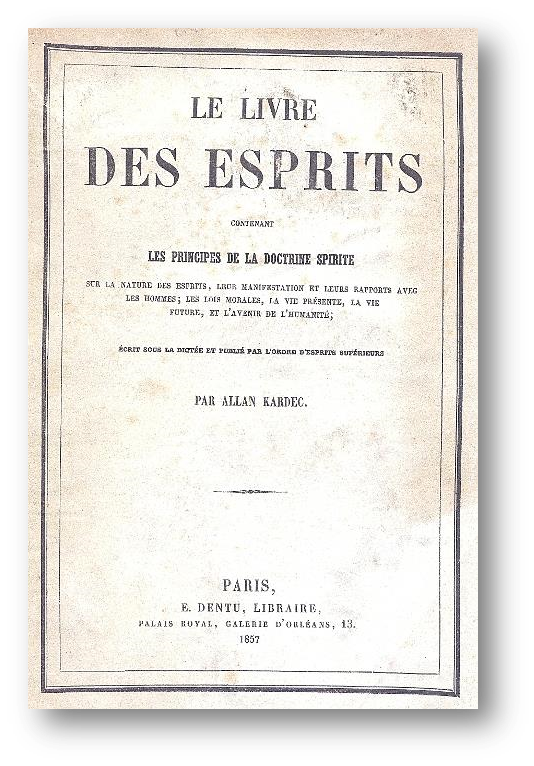 LE LIVRE
DES ESPRITS
CONTENANT
LES PRINCIPES DE LA DOCTRINE SPIRITE
SUR LA NATURE DES ESPRITS, LEUR MANIFESTATION ET LEURS RAPPORTS AVEC
LES HOMMES; LES LOIS MORALES, LA VIE PRÉSENTE, LA VIE
FUTURE, ET L'AVENIR DE L'HUMANITÉ;
ÉCRIT SOUS LA DICTÉE ET PUBLIÉ PAR L'ORDRE D'ESPRITS SUPÉRIEURS
PAR ALLAN KARDEC.
PARIS,
E. DENTU, LIBRAIRE,
PALAIS ROYAL, GALERIE D'ORLÉANS, 13.
1857